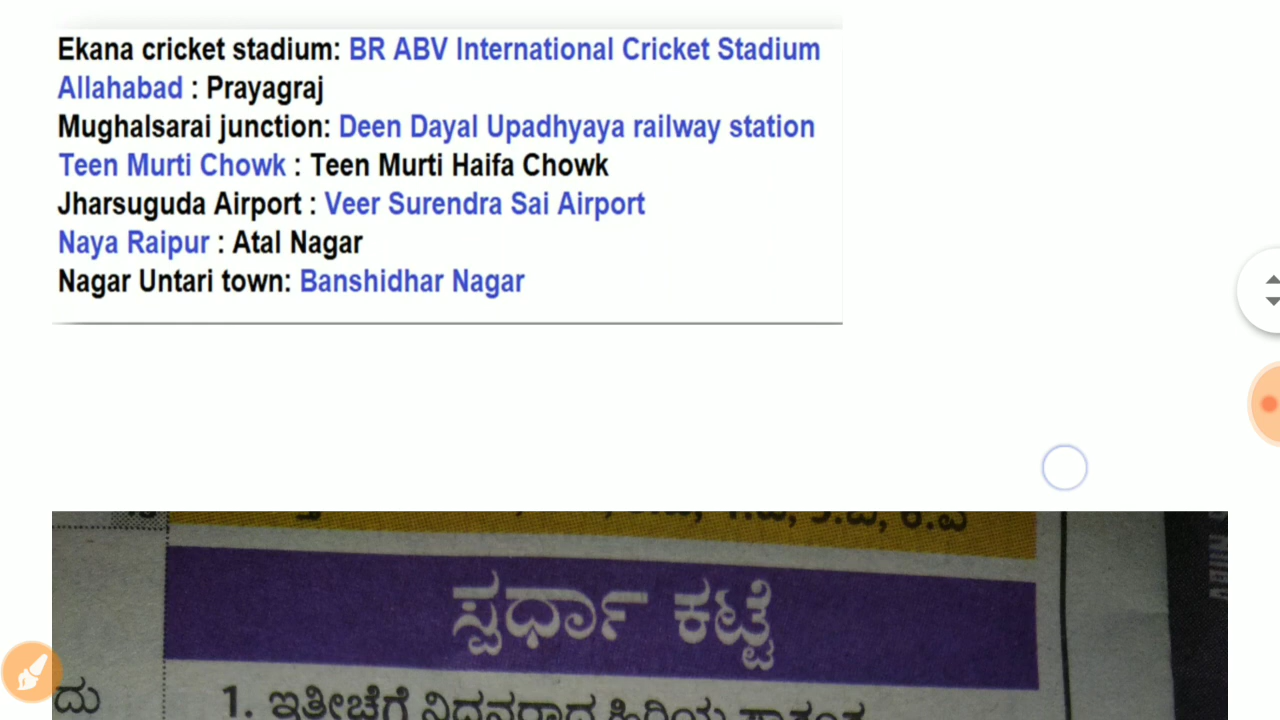 Ekana cricket stadium: BR ABV International Cricket Stadium
Allahabad : Prayagraj
Mughalsarai junction: Deen Dayal Upadhyaya railway station
Teen Murti Chowk : Teen Murti Haifa Chowk
Jharsuguda Airport : Veer Surendra Sai Airport
Naya Raipur : Atal Nagar
Nagar Untari town: Banshidhar Nagar
ಸ್ಪರ್ಧಾ ಕಟ್ಟೆ
ದು
1. ಇತ್ತೀಚೆಗೆ ನಿಧನರಾದ ಹಿರಿಯ